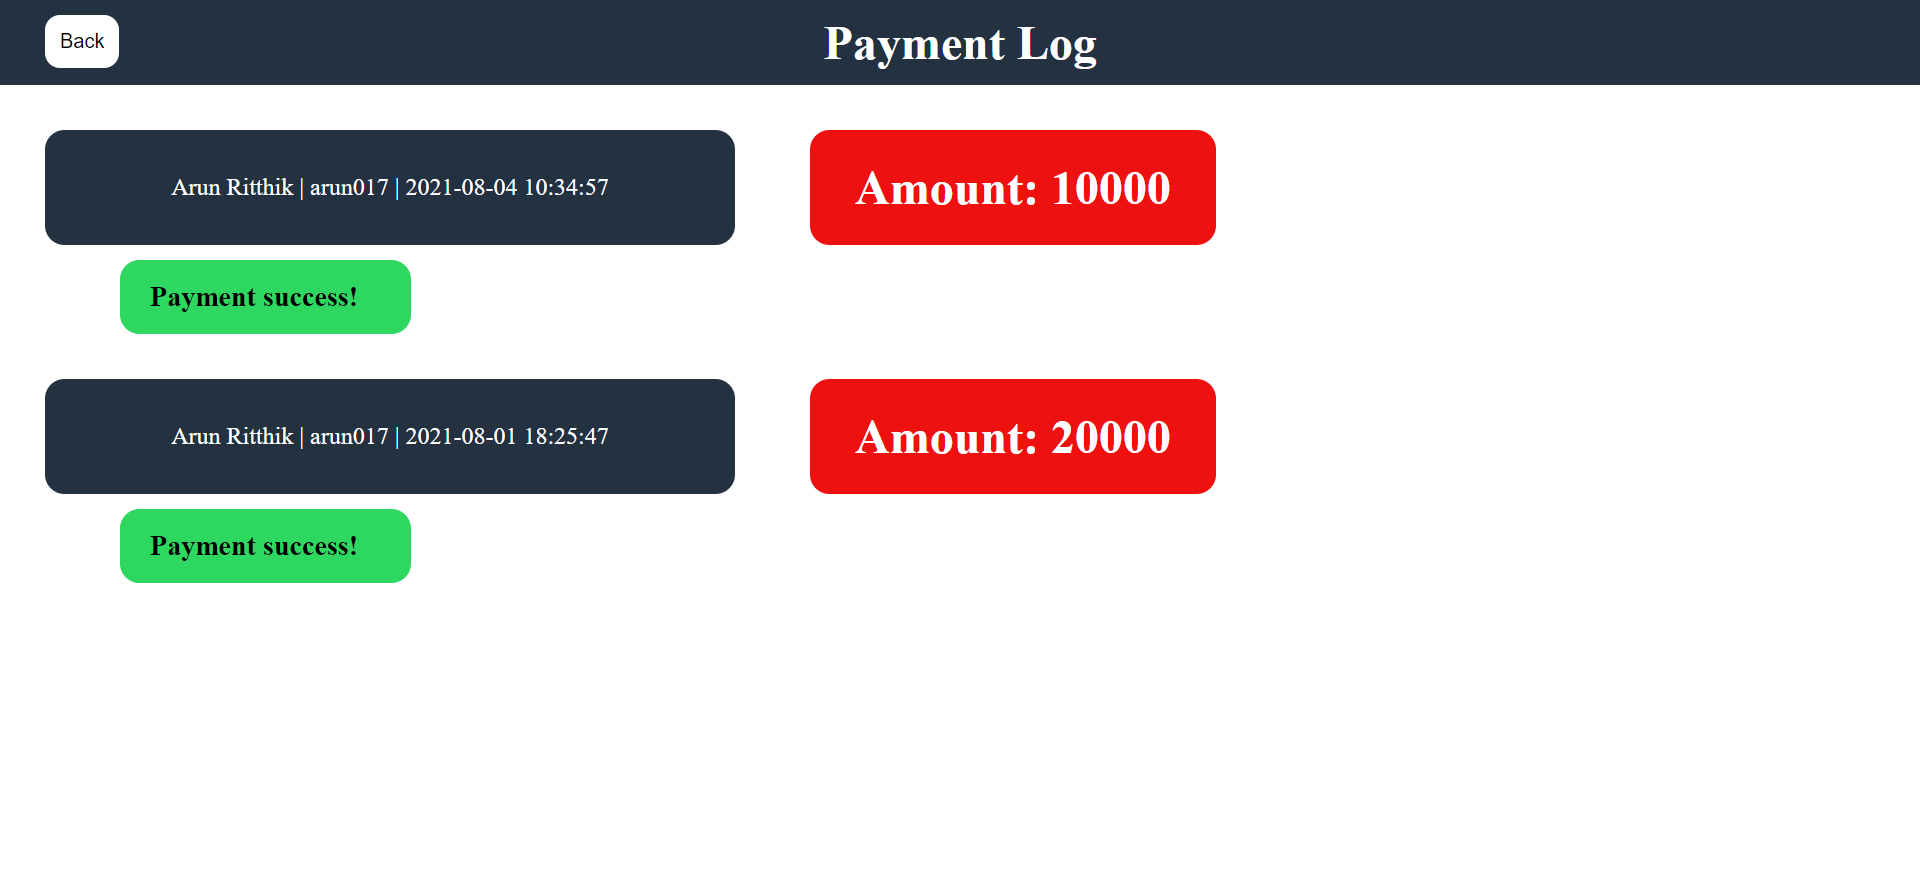 Back
Payment Log
Arun Ritthik | arun017 | 2021-08-04 10:34:57
Amount: 10000
Payment success!
Arun Ritthik | arun017 | 2021-08-01 18:25:47
Amount: 20000
Payment success!